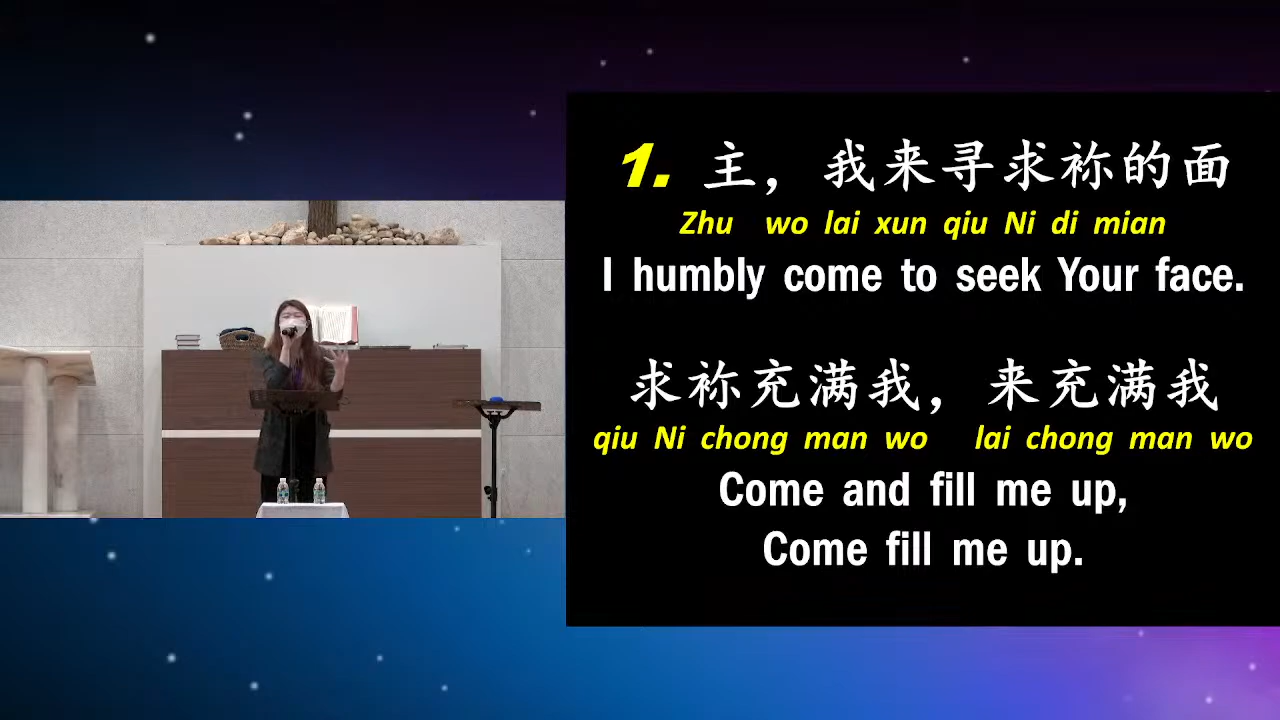 1. 主，我来寻求袮的面
Zhu wo lai xun qiu Ni di mian
I humbly come to seek Your face.
求袮充满我，来充满我
qiu Ni chong man wo lai chong man wo
Come and fill me up,
Come fill me up.